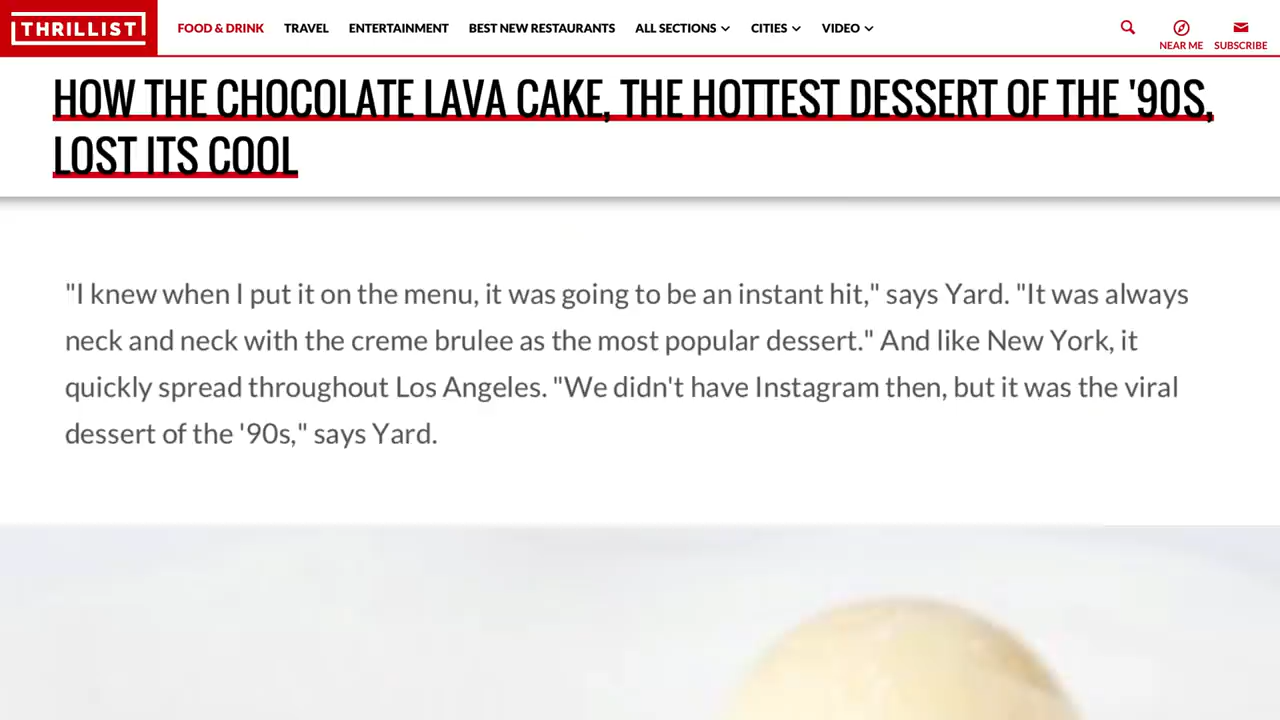 THRILLIST
FOOD & DRINK TRAVEL ENTERTAINMENT BEST NEW RESTAURANTS ALL SECTIONS CITIES VIDEO
NEAR ME SUBSCRIBE
HOW THE CHOCOLATE LAVA CAKE, THE HOTTEST DESSERT OF THE '90S,
LOST ITS COOL
"I knew when I put it on the menu, it was going to be an instant hit," says Yard. "It was always
neck and neck with the creme brulee as the most popular dessert." And like New York, it
quickly spread throughout Los Angeles. "We didn't have Instagram then, but it was the viral
dessert of the '90s," says Yard.